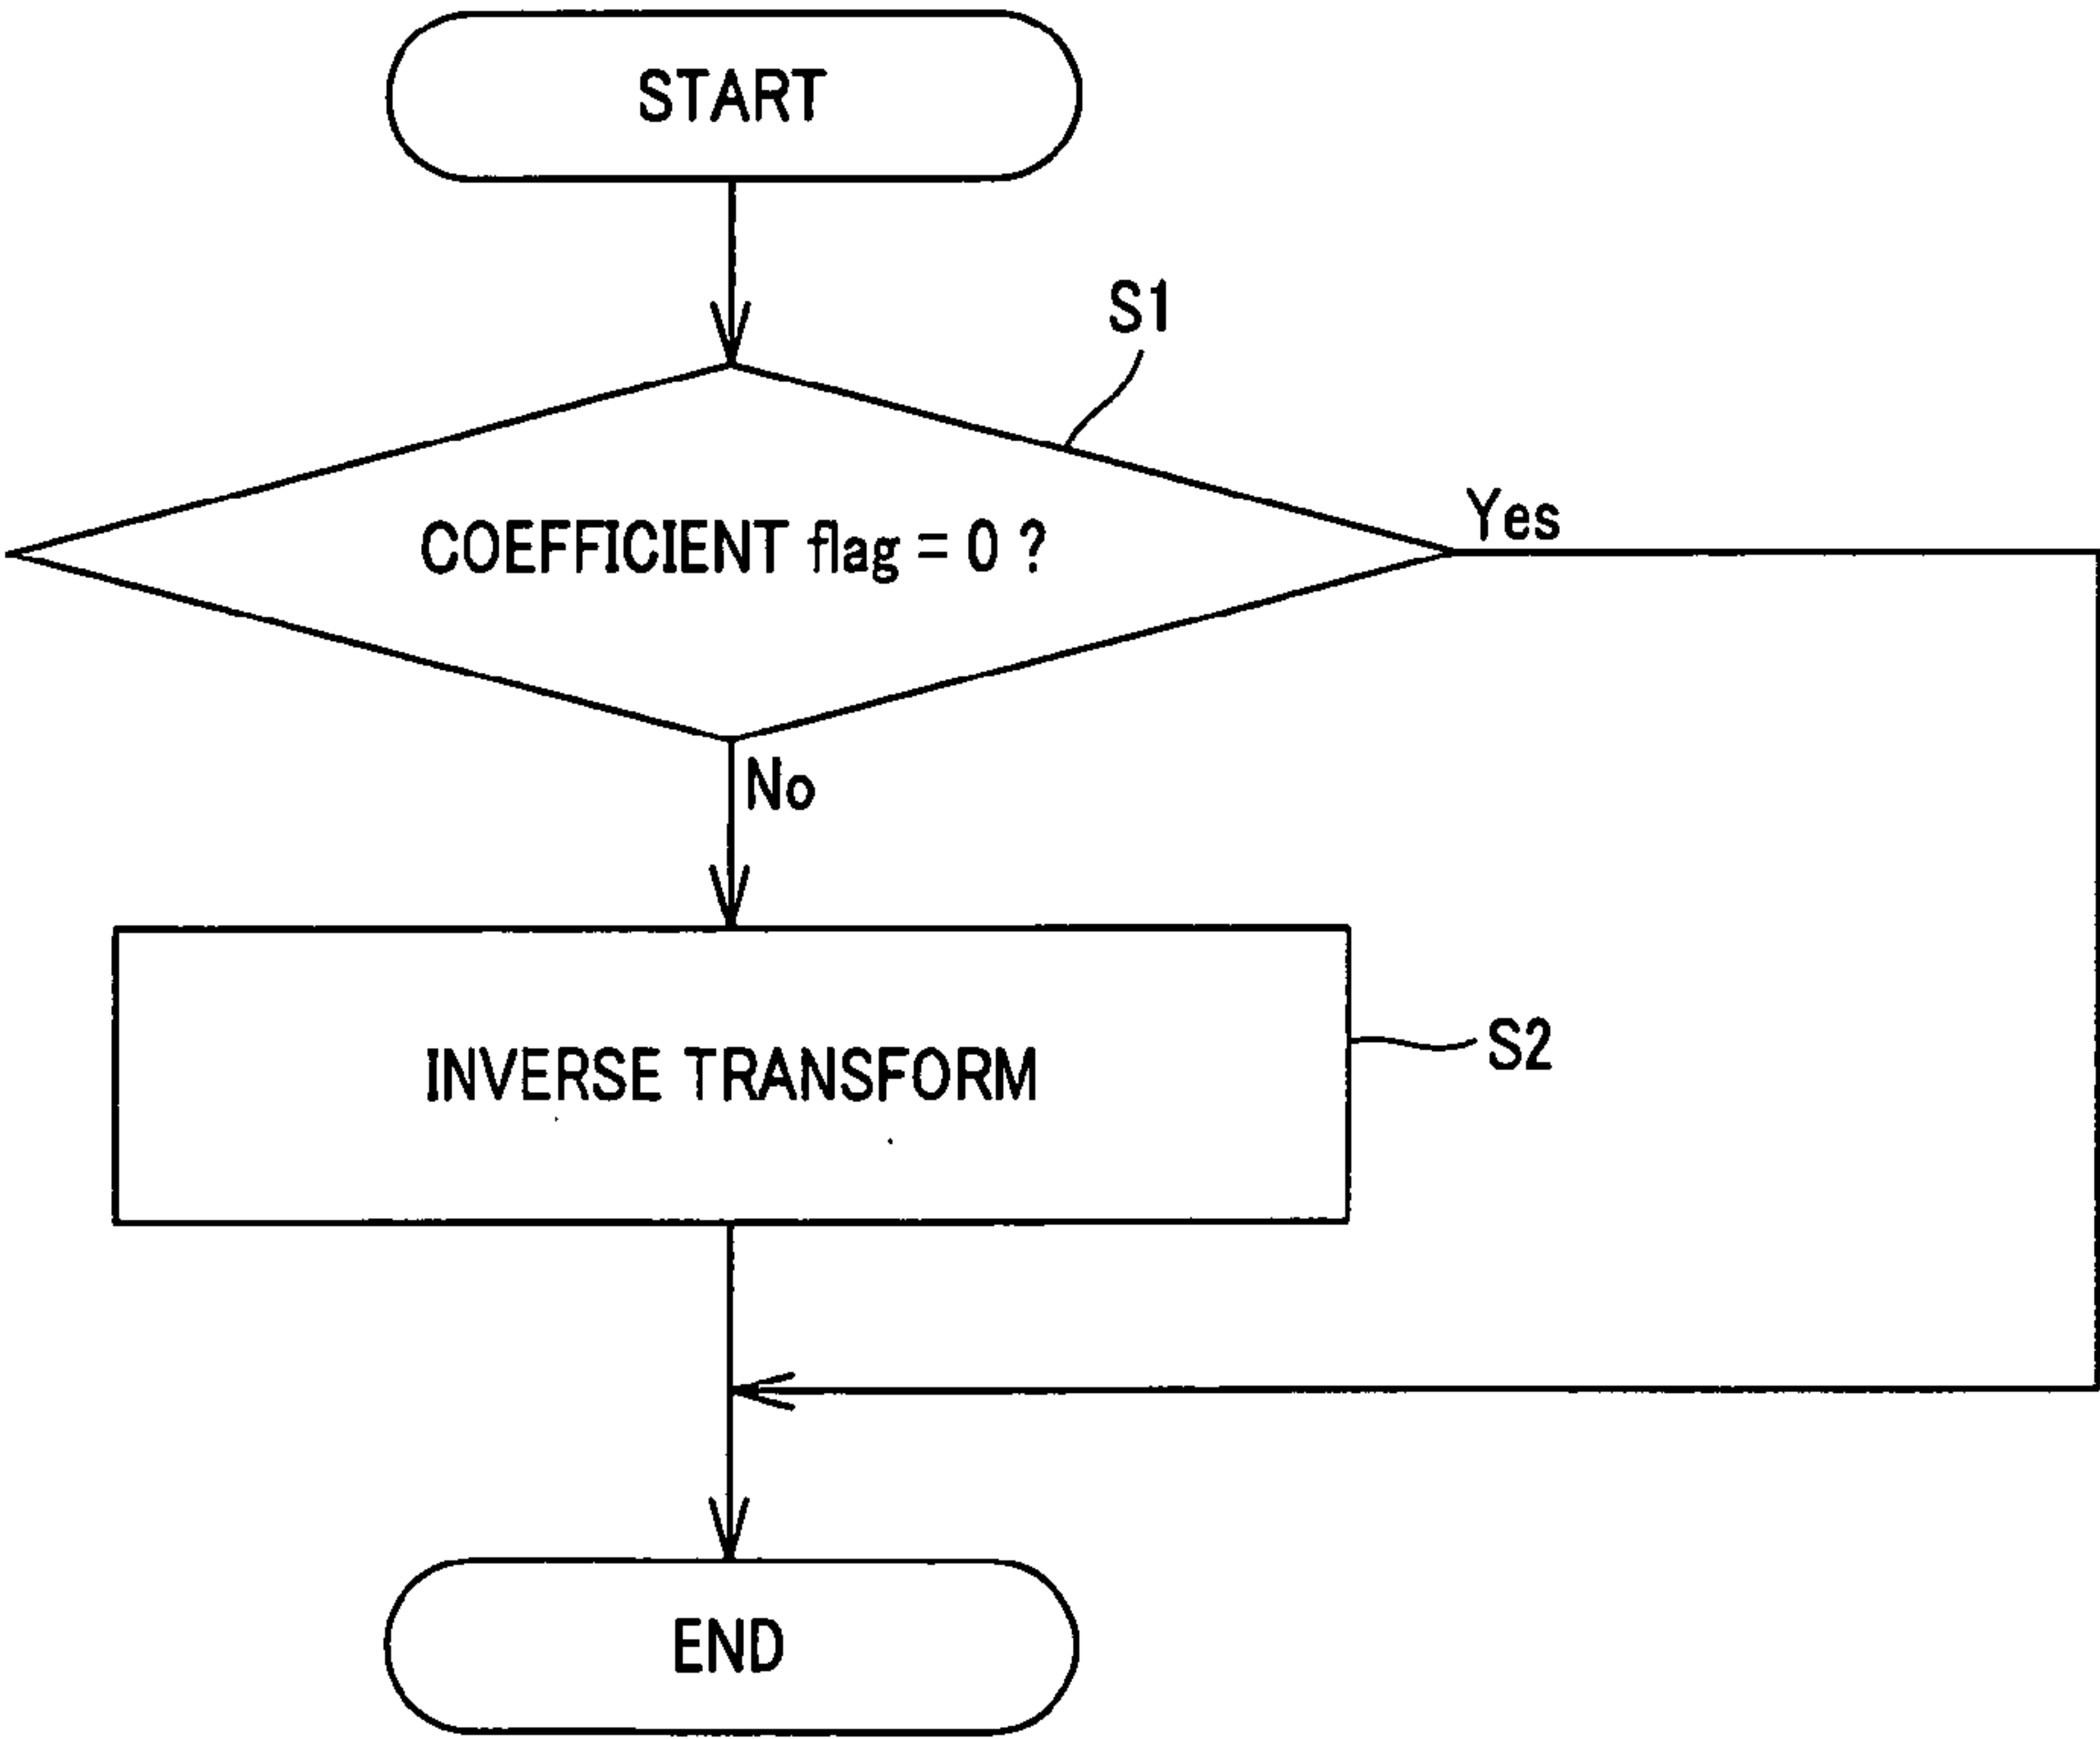 START
S1
COEFFICIENT flag = 0 ?
Yes
No
INVERSE TRANSFORM
S2
END